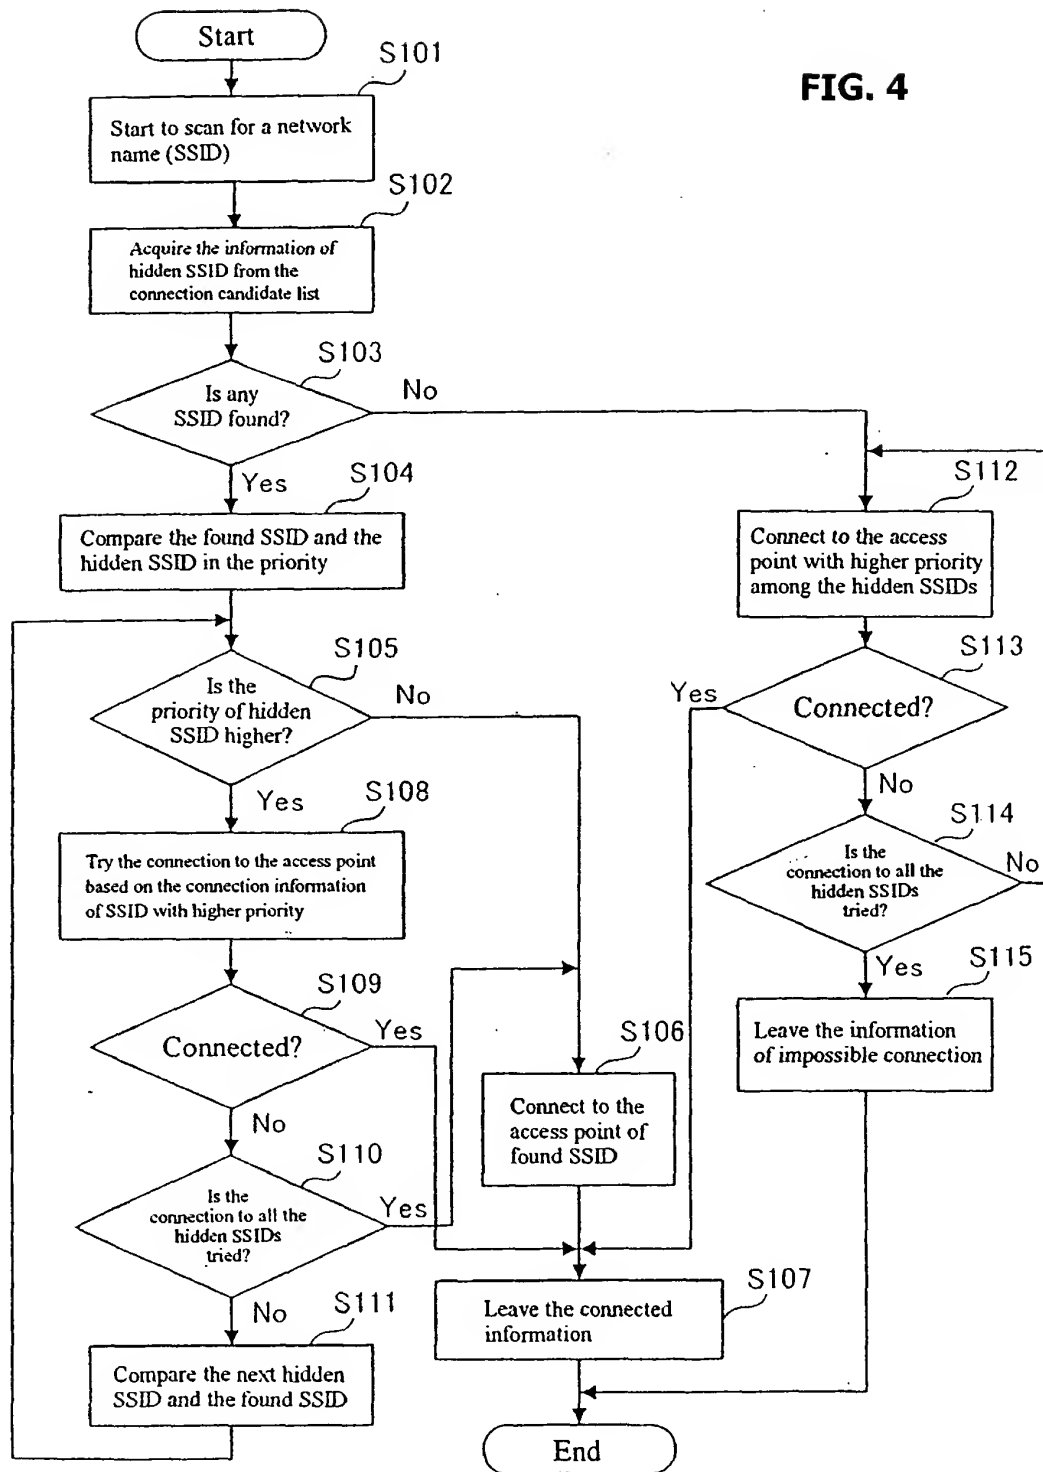 FIG. 4
Start
S101
Start to scan for a network
name (SSID)
S102
Acquire the information of
hidden SSID from the
connection candidate list
S103
Is any
SSID found?
No
Yes
S104
Compare the found SSID and the
hidden SSID in the priority
S105
Is the
priority of hidden
SSID higher?
No
Yes
S108
Try the connection to the access point
based on the connection information
of SSID with higher priority
S109
Connected?
Yes
No
S110
Is the
connection to all the
hidden SSIDs
tried?
Yes
No
S111
Compare the next hidden
SSID and the found SSID
S106
Connect to the
access point of
found SSID
S107
Leave the connected
information
End
S112
Connect to the access
point with higher priority
among the hidden SSIDs
S113
Connected?
Yes
No
S114
Is the
connection to all the
hidden SSIDs
tried?
No
Yes
S115
Leave the information
of impossible connection